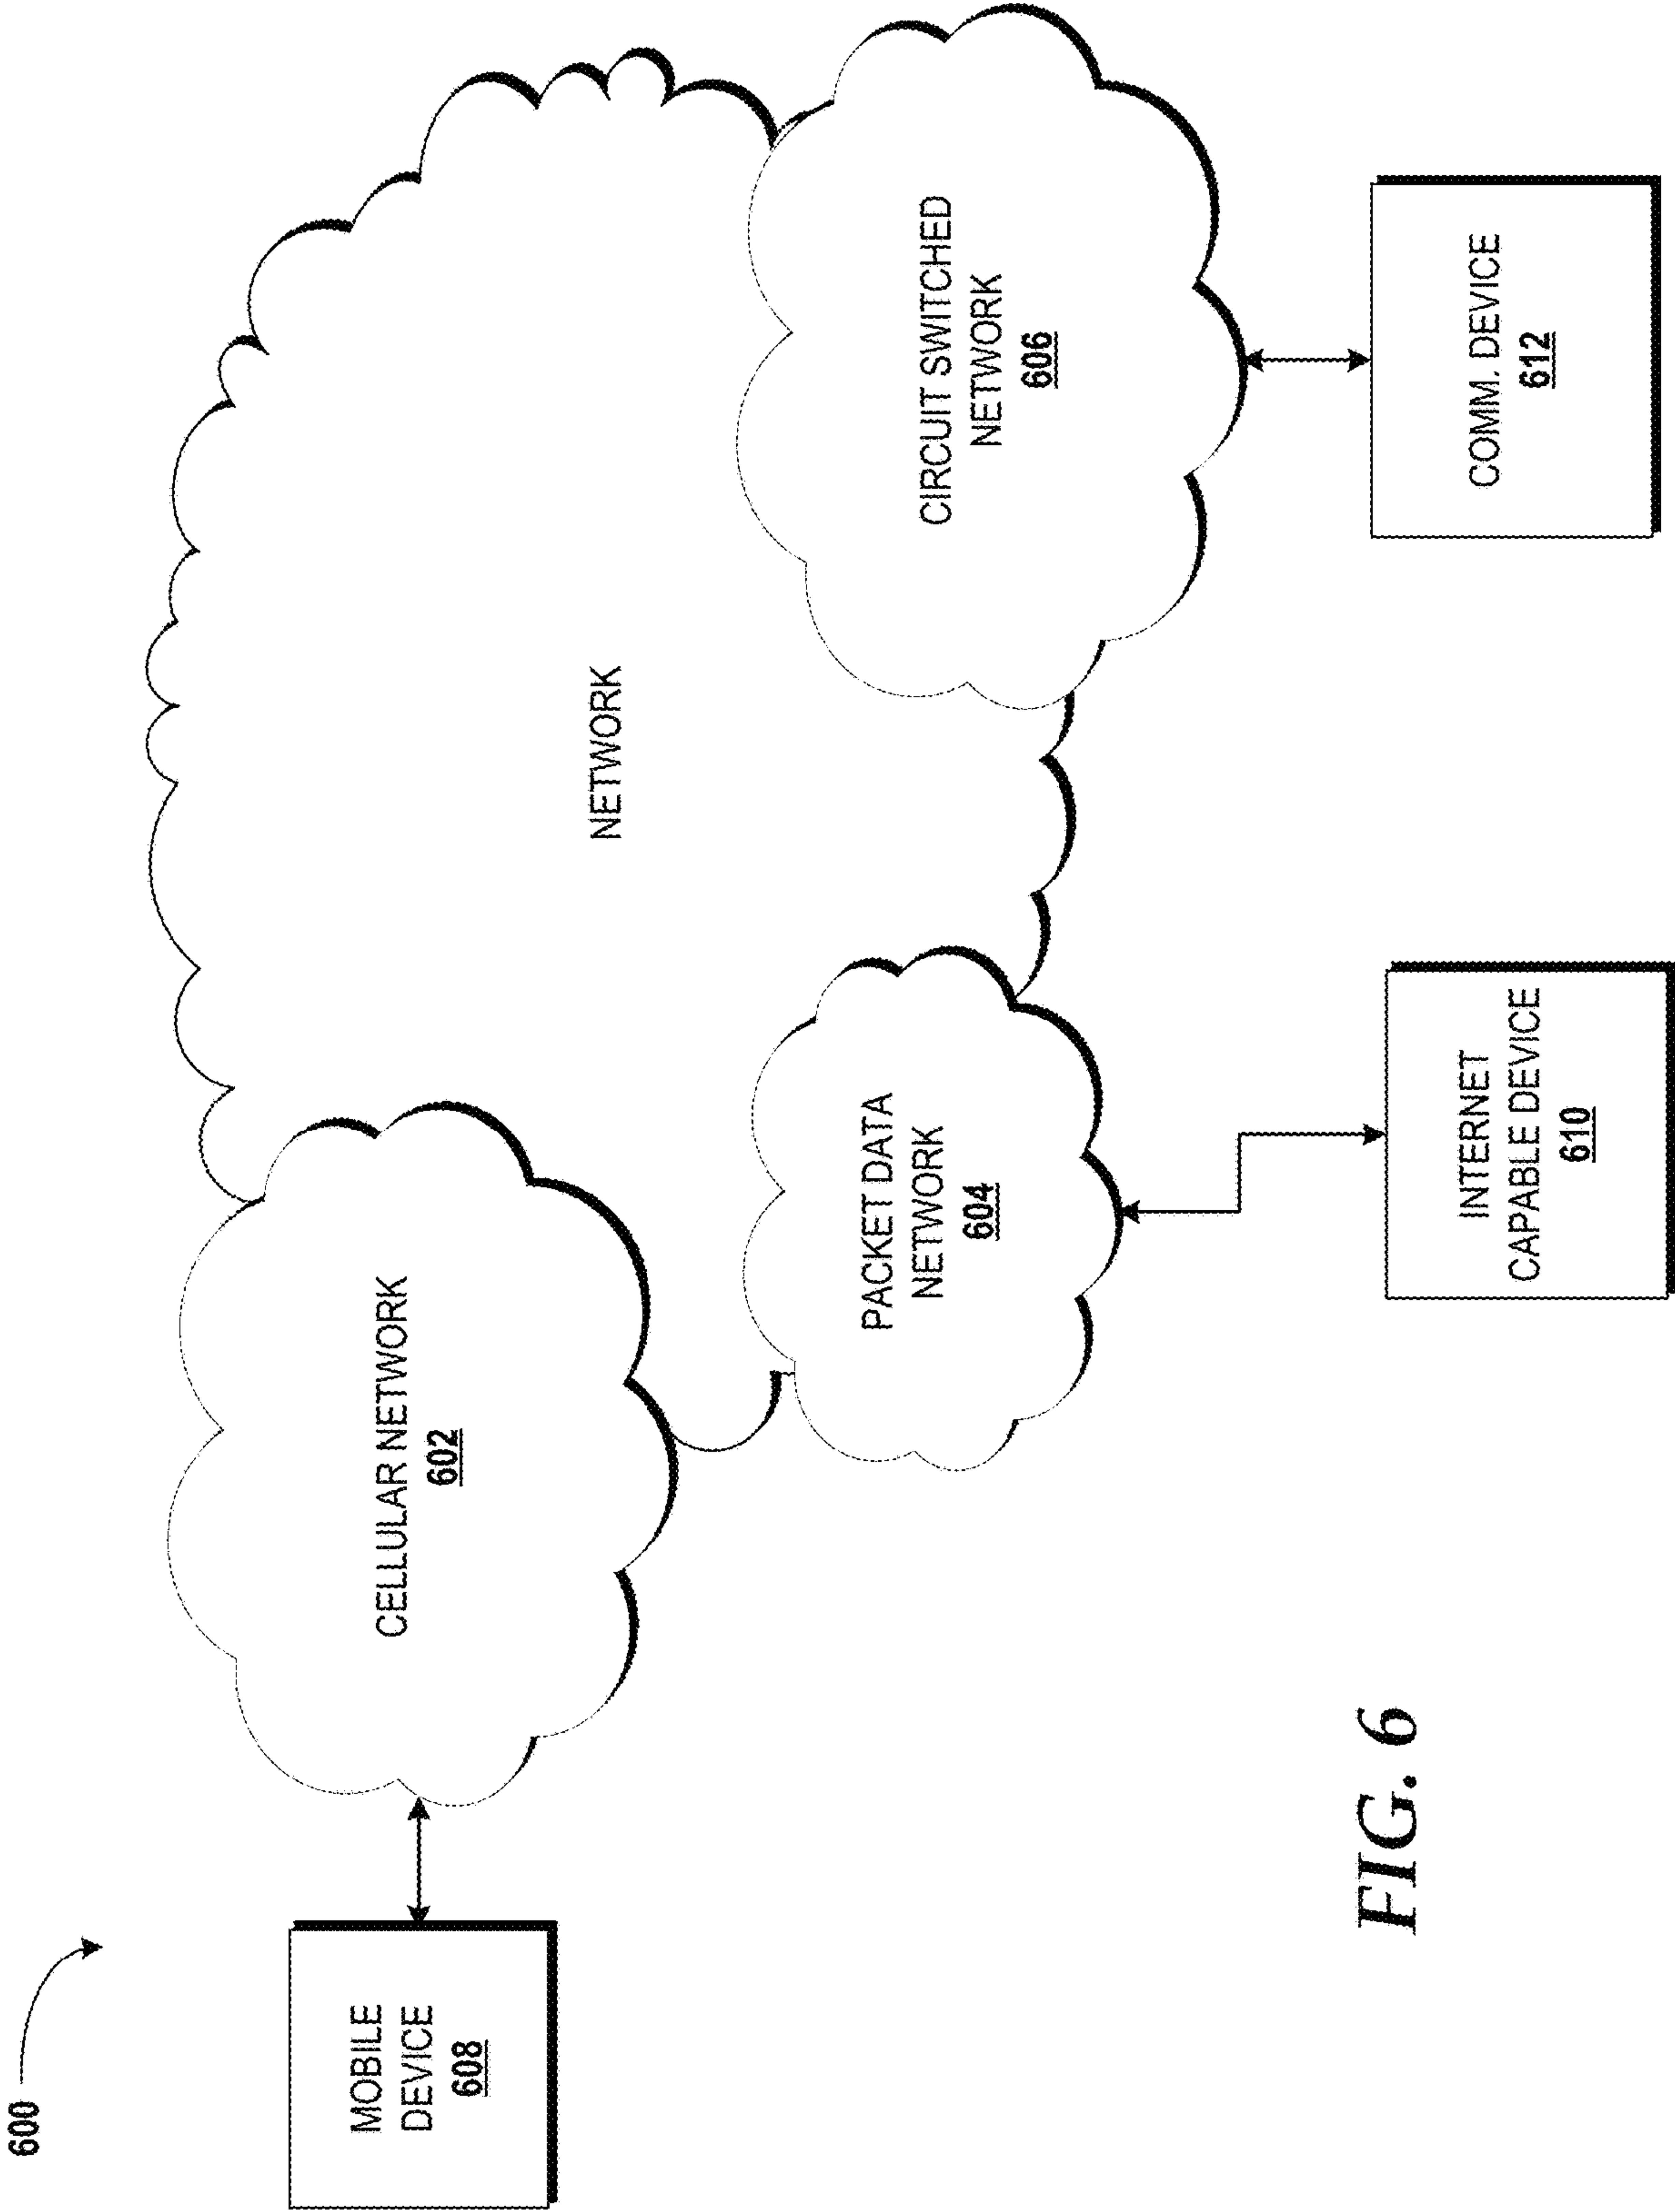 600
MOBILE
DEVICE
608
CELLULAR NETWORK
602
NETWORK
PACKET DATA
NETWORK
604
CIRCUIT SWITCHED
NETWORK
606
INTERNET
CAPABLE DEVICE
610
COMM. DEVICE
612
FIG. 6